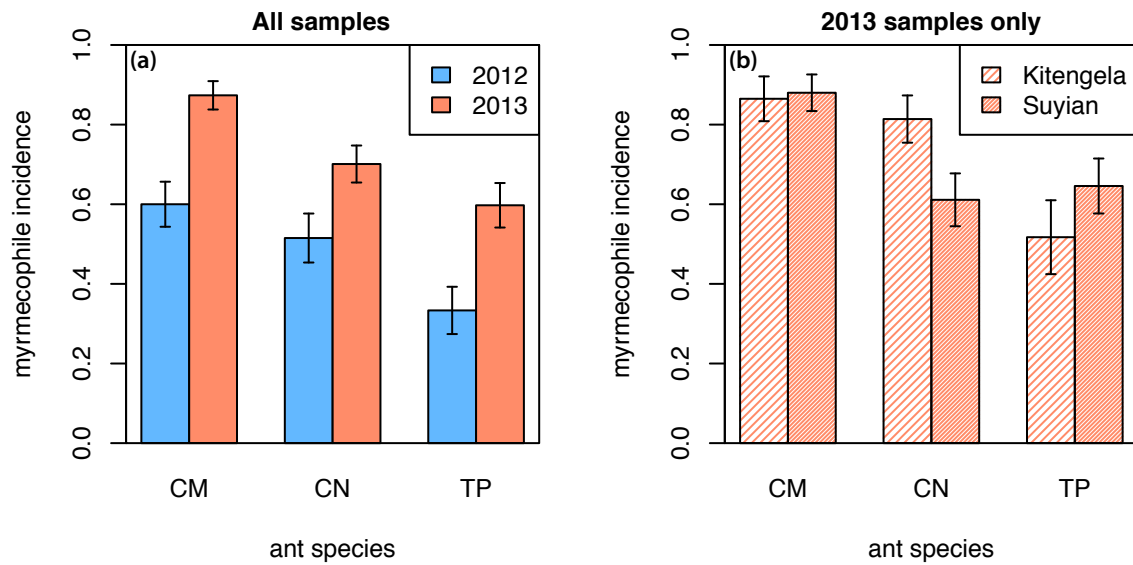 All samples
(a)
2012
2013
myrmecophile incidence
1.0
0.8
0.6
0.4
0.2
0.0
CM CN TP
ant species
2013 samples only
(b)
Kitengela
Suyian
myrmecophile incidence
1.0
0.8
0.6
0.4
0.2
0.0
CM CN TP
ant species